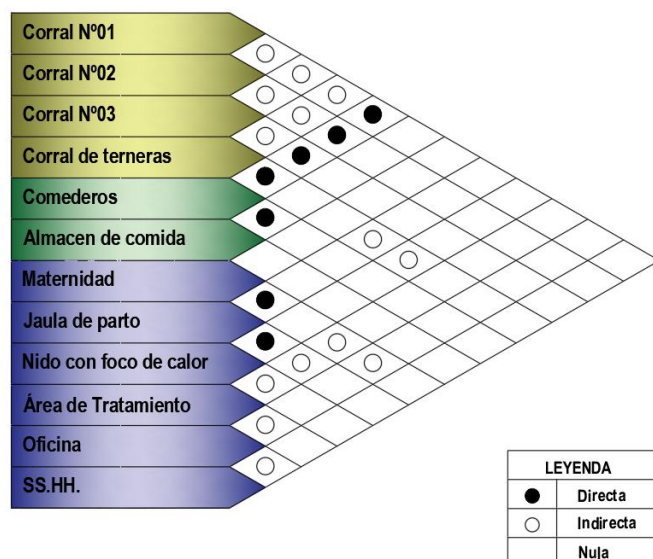 Corral Nº01
Corral Nº02
Corral Nº03
Corral de terneras
Comederos
Almacen de comida
Maternidad
Jaula de parto
Nido con foco de calor
Área de Tratamiento
Oficina
SS.HH.
LEYENDA
Directa
Indirecta
Nula